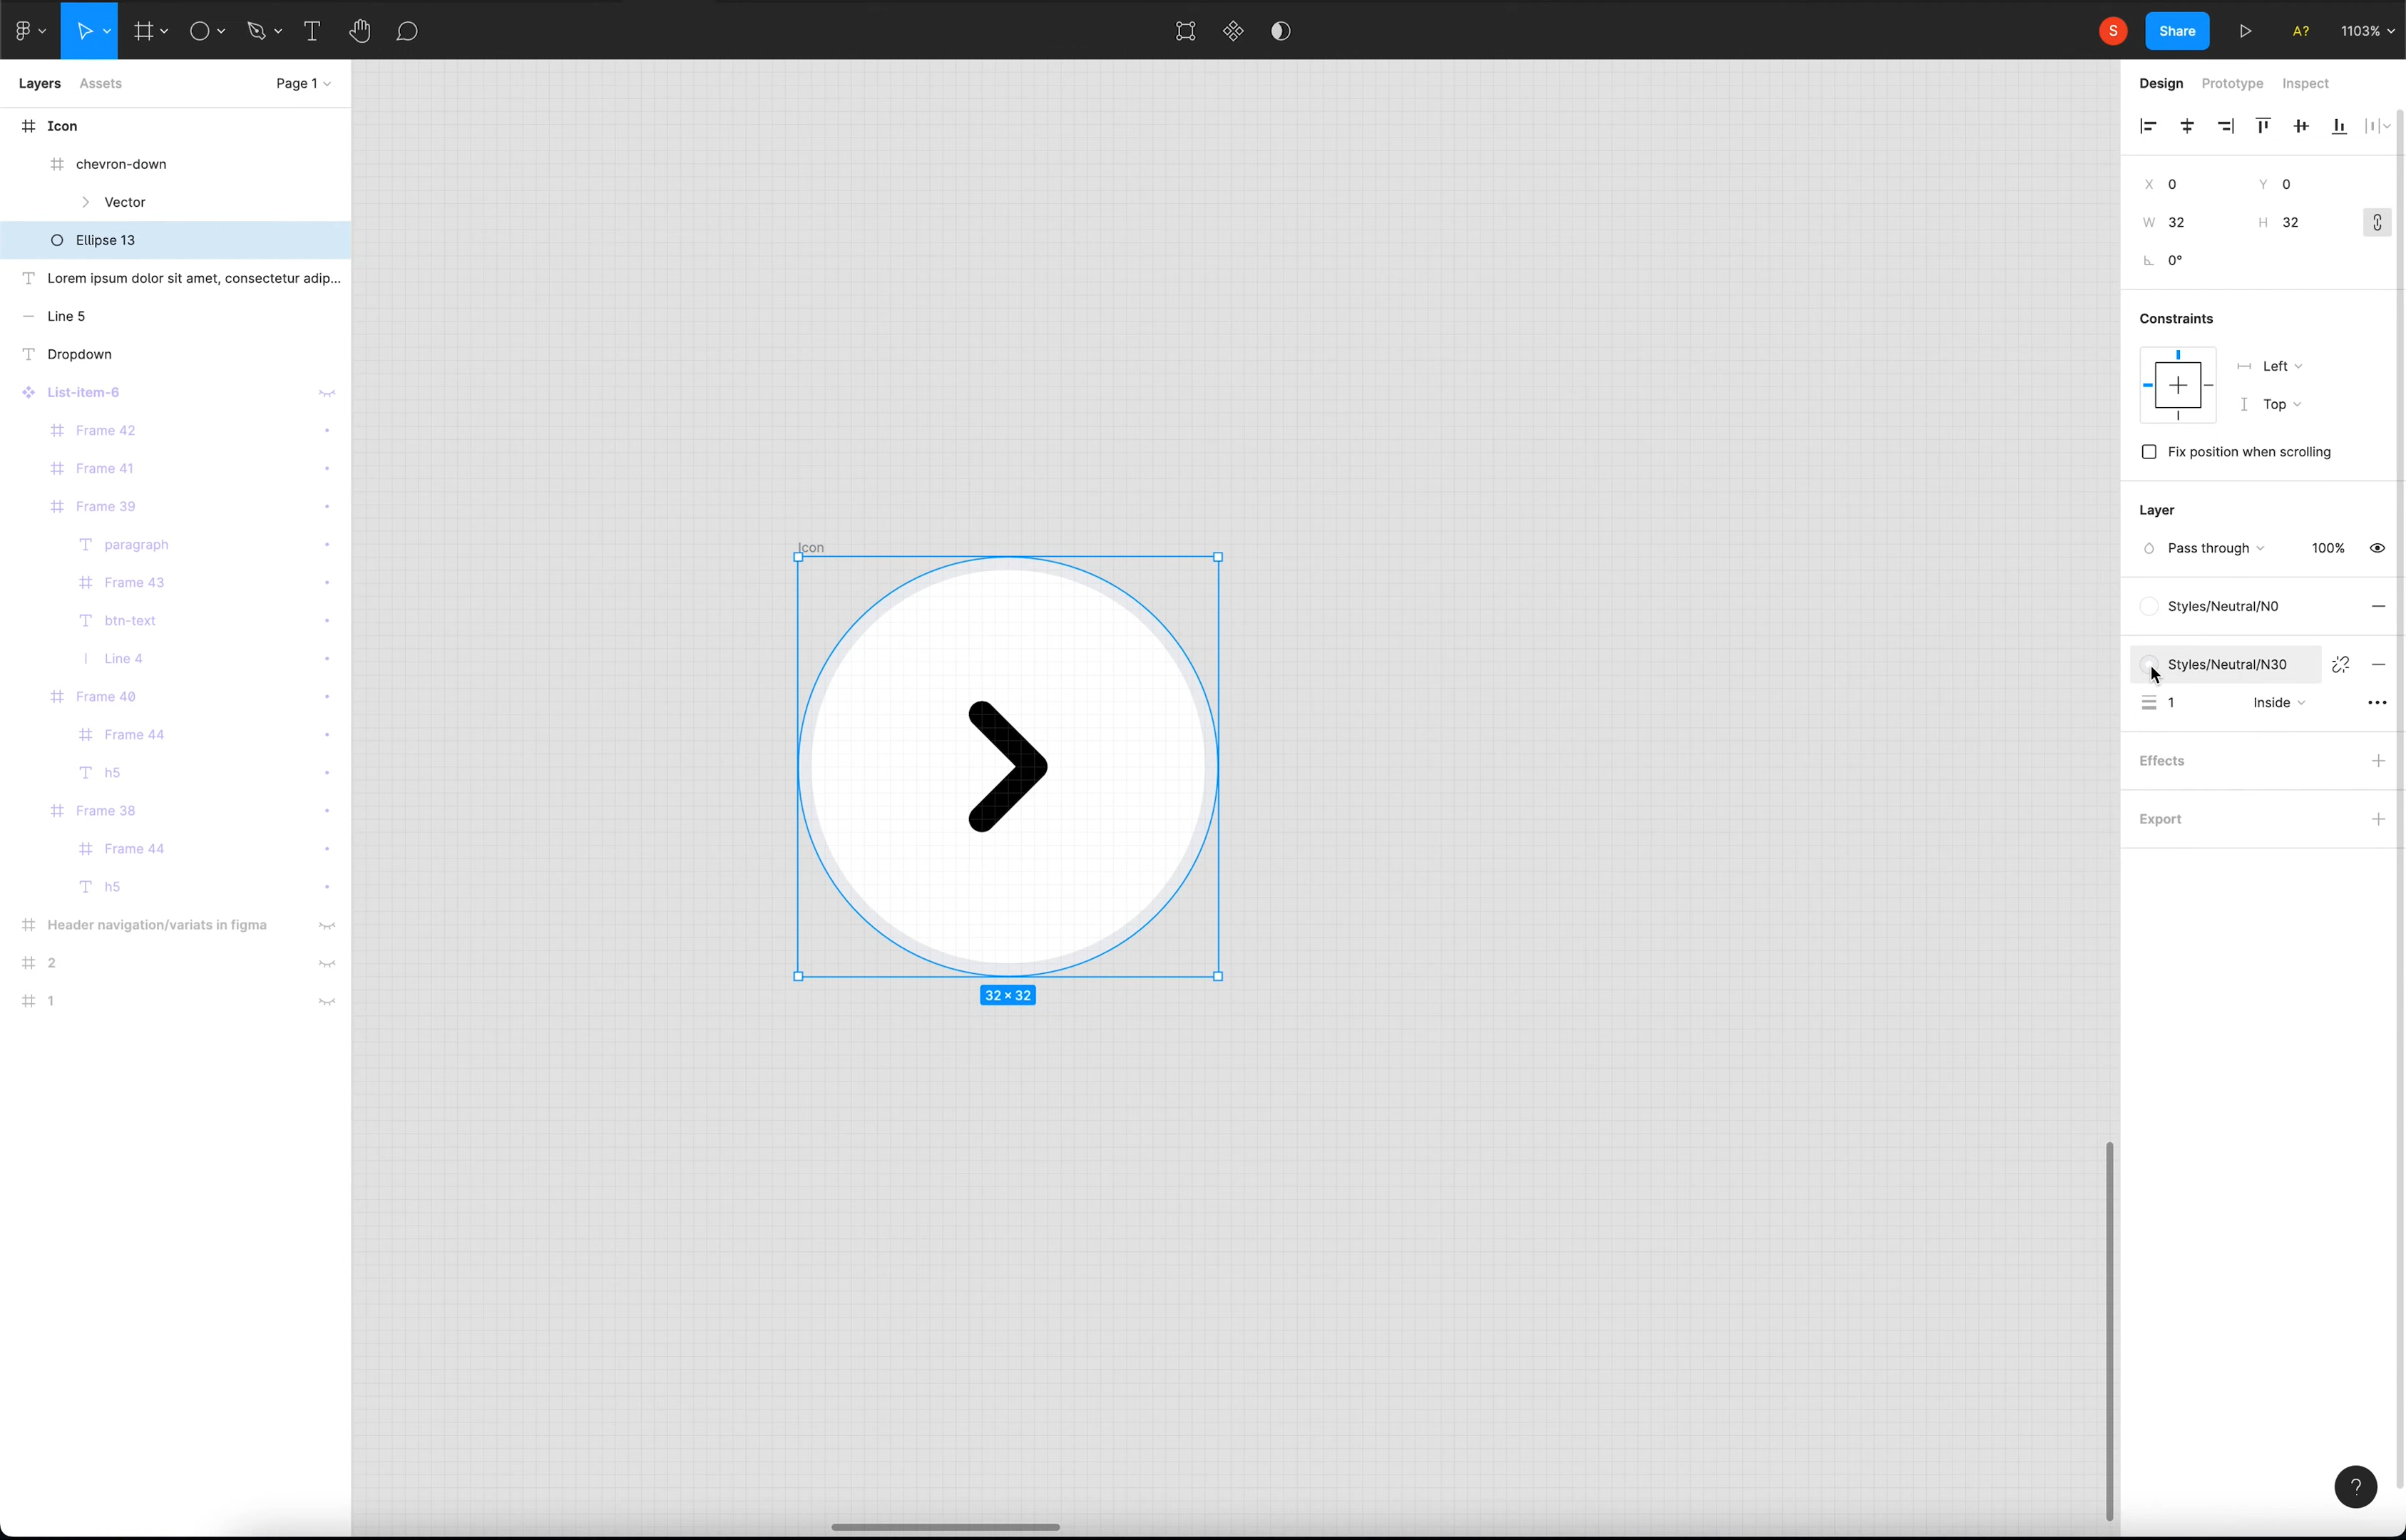 S
Share
A?
1103%
Layers
Assets
Page 1
Design
Prototype
Inspect
Icon
chevron-down
Vector
Ellipse 13
Lorem ipsum dolor sit amet, consectetur adip...
Line 5
Dropdown
List-item-6
Frame 42
Frame 41
Frame 39
paragraph
Frame 43
btn-text
Line 4
Frame 40
Frame 44
h5
Frame 38
Frame 44
h5
Header navigation/variats in figma
2
1
Icon
32 × 32
X 0
Y 0
W 32
H 32
0°
Constraints
Left
Top
Fix position when scrolling
Layer
Pass through
100%
Styles/Neutral/N0
Styles/Neutral/N30
1
Inside
Effects
Export
?